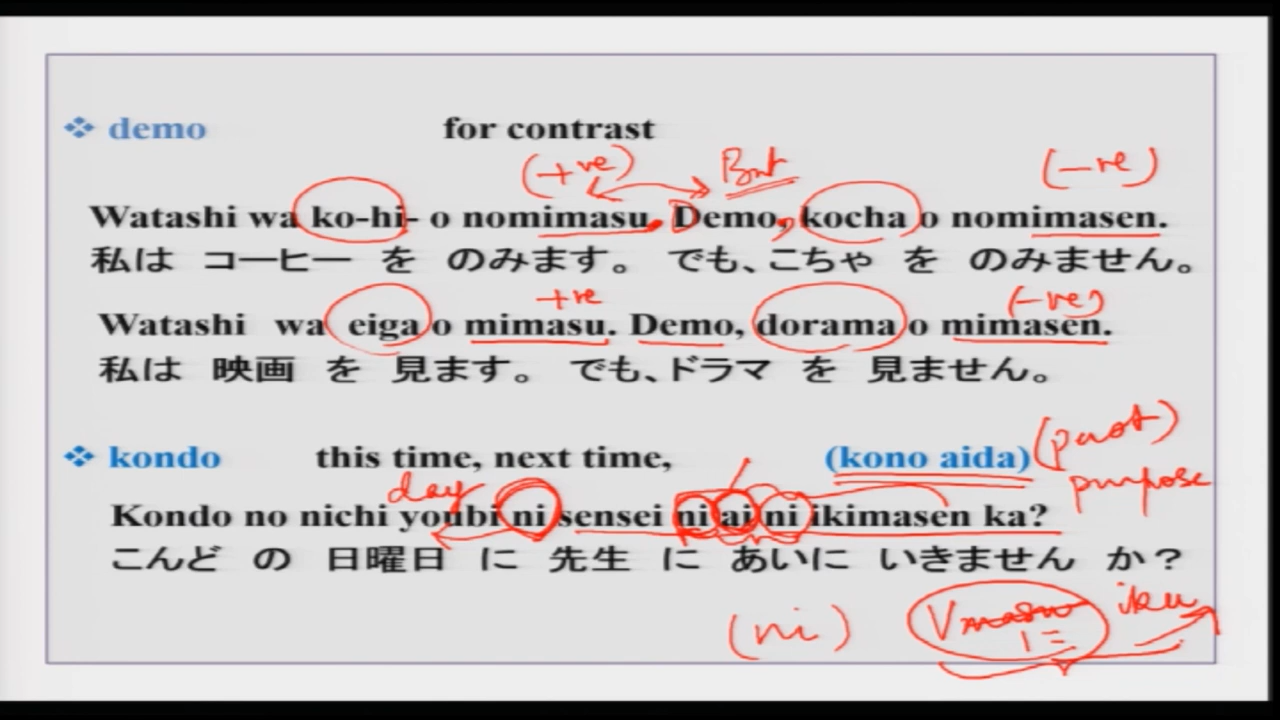 ❖ demo for contrast
(+ve) But (-ve)
Watashi wa ko-hi- o nomimasu. Demo, kocha o nomimasen.
私は コーヒー を のみます。 でも、こちゃ を のみません。
+ve (-ve)
Watashi wa eiga o mimasu. Demo, dorama o mimasen.
私は 映画 を 見ます。 でも、ドラマ を 見ません。
❖ kondo this time, next time, (kono aida) (past)
day purpose
Kondo no nichi youbi ni sensei ni ai ni ikimasen ka?
こんど の 日曜日 に 先生 に あいに いきません か？
(ni) Vmasu iku
に